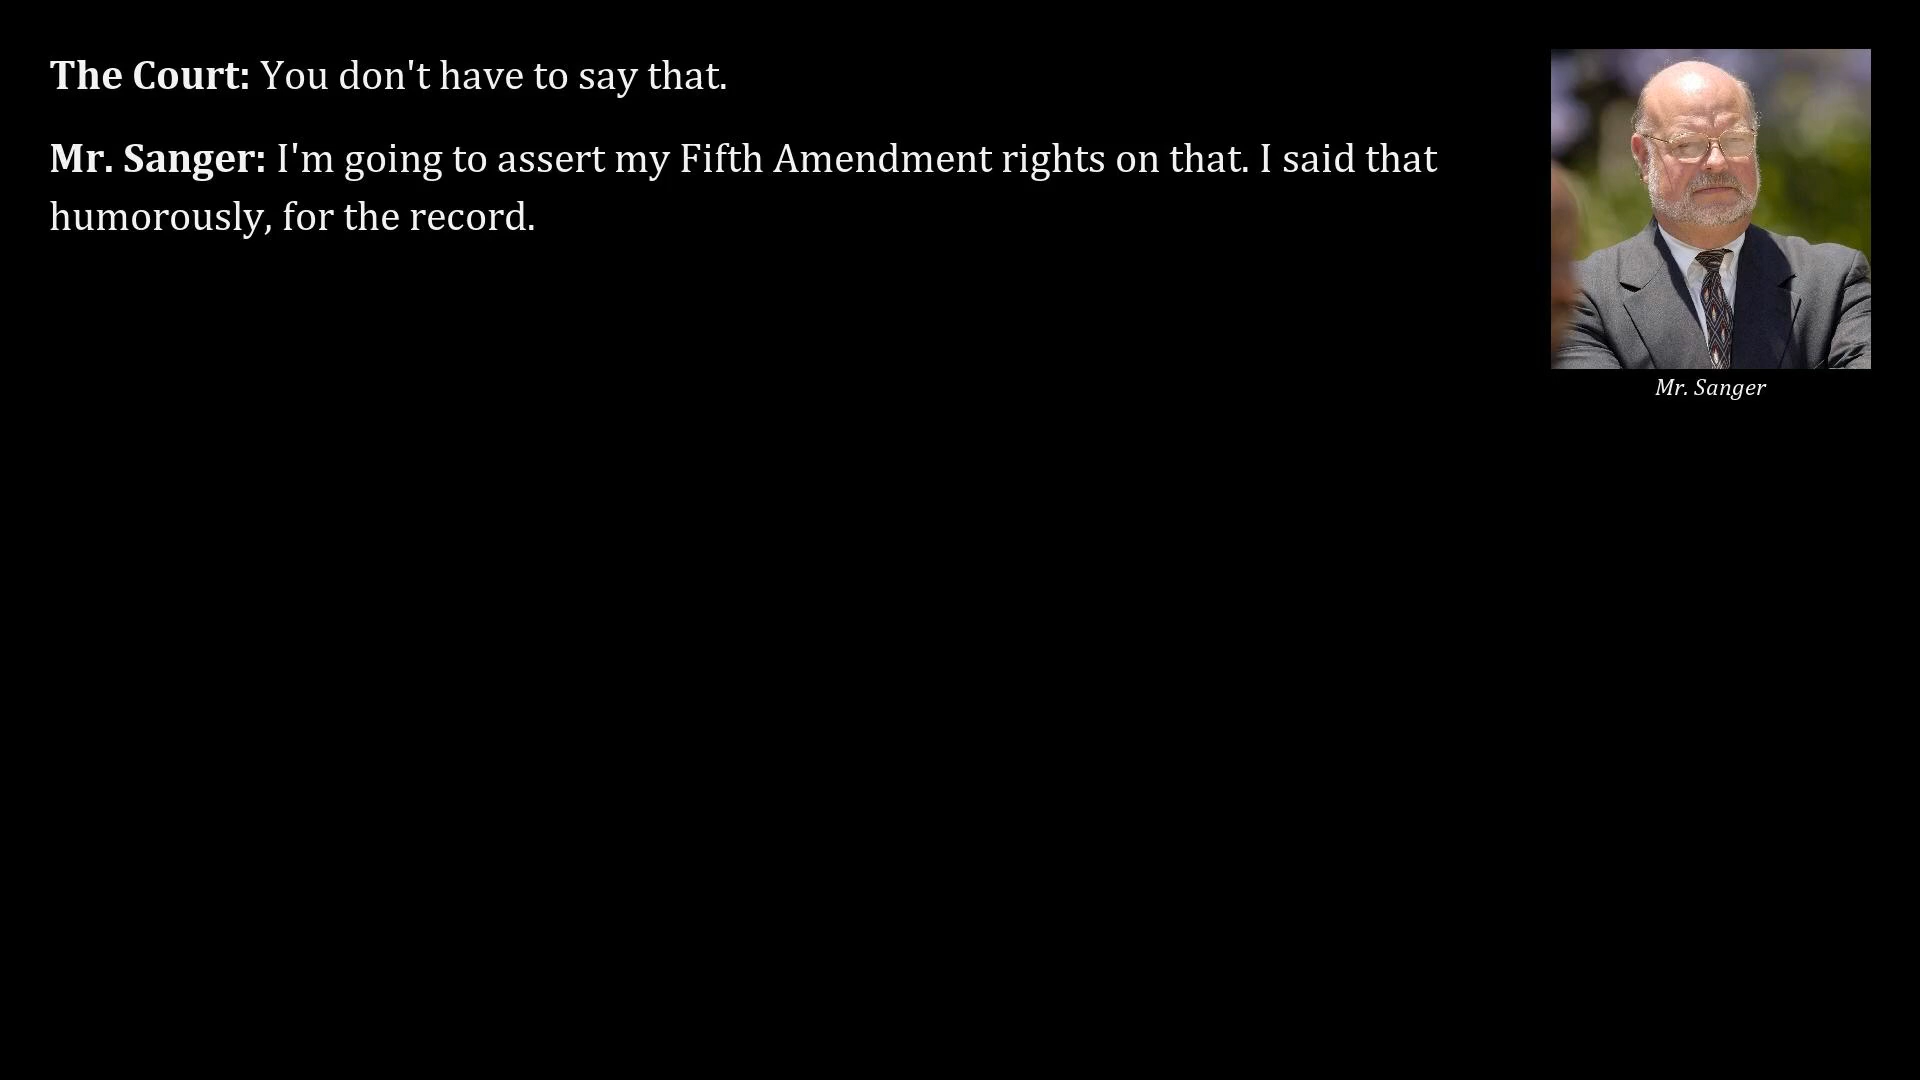 The Court: You don't have to say that.
Mr. Sanger: I'm going to assert my Fifth Amendment rights on that. I said that
humorously, for the record.
Mr. Sanger